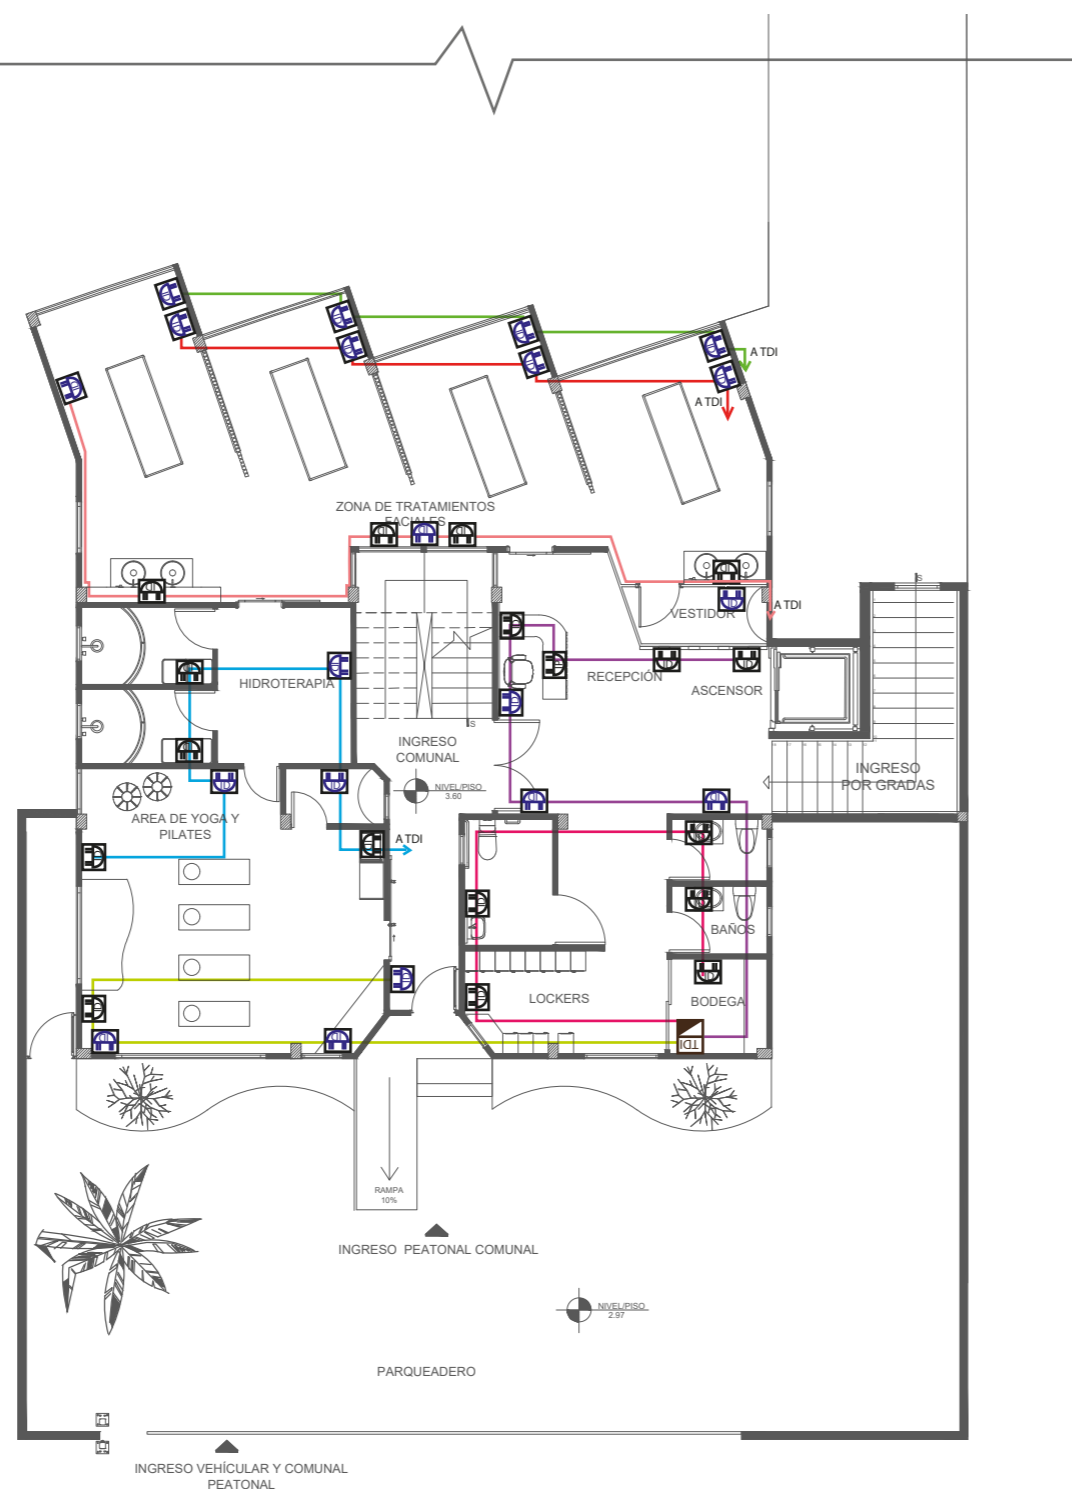 A TDI
A TDI
ZONA DE TRATAMIENTOS
FACIALES
S
A TDI
VESTIDOR
HIDROTERAPIA
RECEPCIÓN
ASCENSOR
S
INGRESO
COMUNAL
INGRESO
POR GRADAS
NIVEL/PISO
3.60
AREA DE YOGA Y
PILATES
A TDI
BAÑOS
LOCKERS
BODEGA
TDI
RAMPA
10%
INGRESO PEATONAL COMUNAL
NIVEL/PISO
2.97
PARQUEADERO
INGRESO VEHÍCULAR Y COMUNAL
PEATONAL